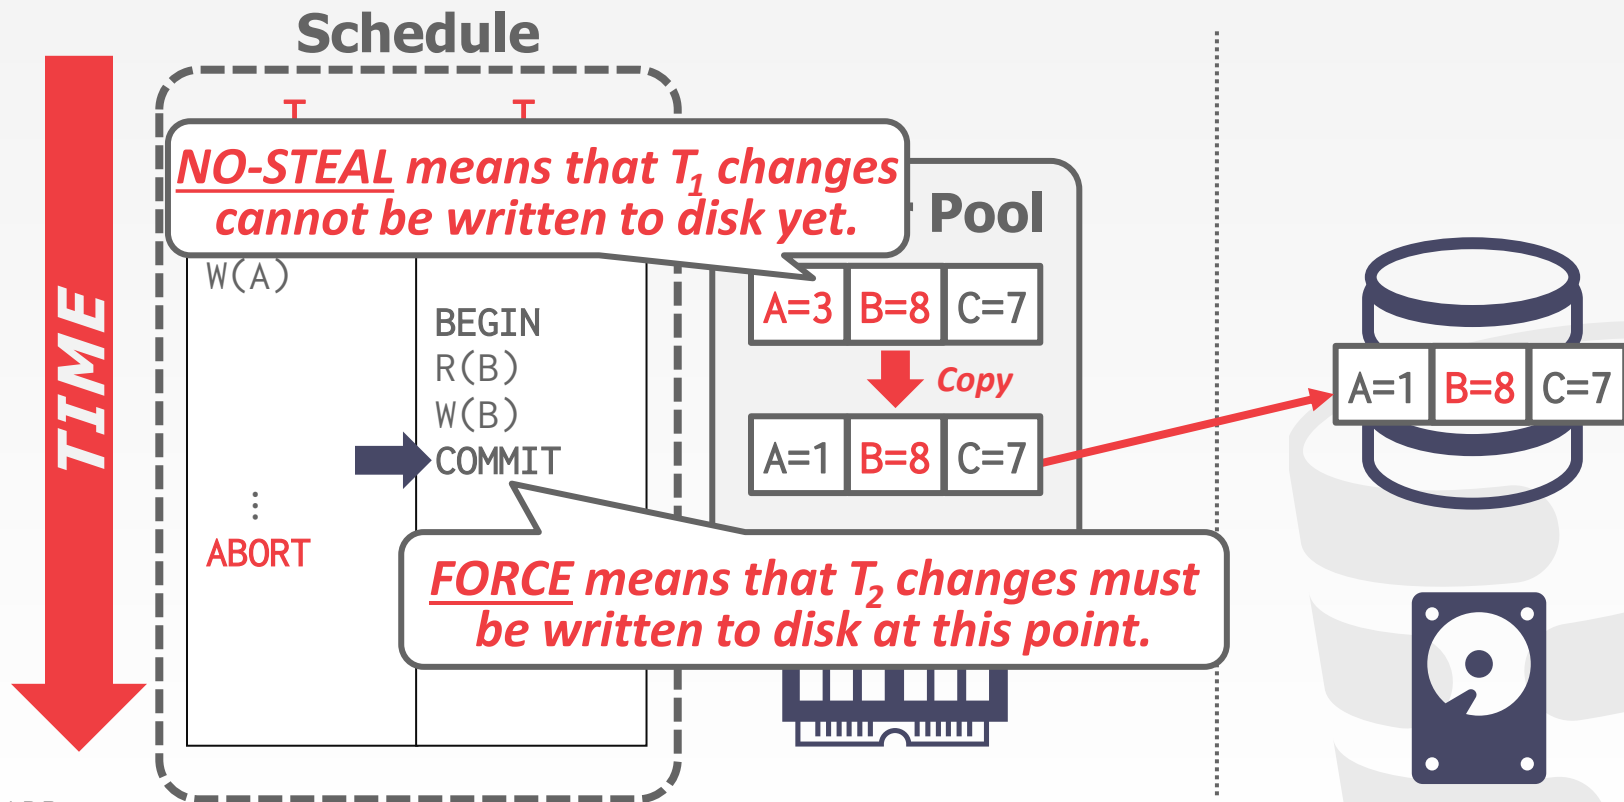 Schedule
T T
NO-STEAL means that T1 changes
cannot be written to disk yet.
Pool
W(A)
A=3 B=8 C=7
BEGIN
R(B)
W(B)
COMMIT
Copy
A=1 B=8 C=7
A=1 B=8 C=7
⋮
ABORT
FORCE means that T2 changes must
be written to disk at this point.
TIME